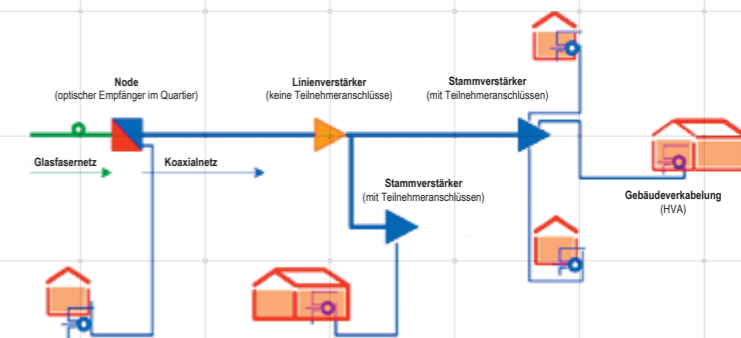 Node
(optischer Empfänger im Quartier)
Linienverstärker
(keine Teilnehmeranschlüsse)
Stammverstärker
(mit Teilnehmeranschlüssen)
Glasfasernetz
Koaxialnetz
Stammverstärker
(mit Teilnehmeranschlüssen)
Gebäudeverkabelung
(HVA)